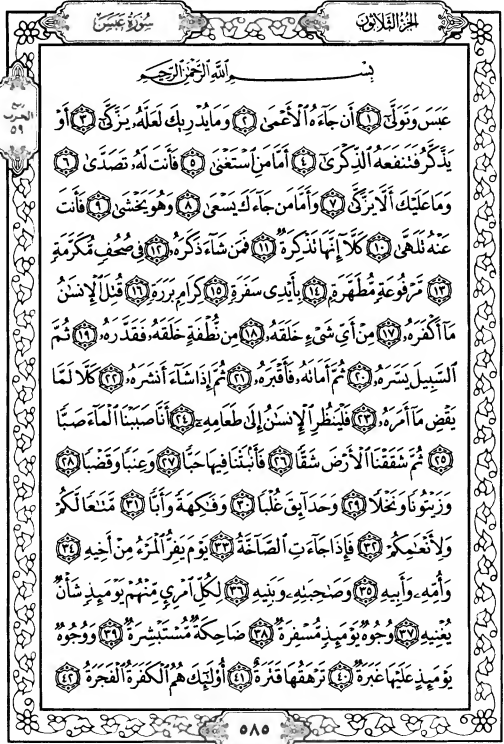 الجزء الثلاثون
سورة عبس
ربع
الحزب
٥٩
بسم الله الرحمن الرحيم
عَبَسَ وَتَوَلَّىٰٓ ١ أَن جَآءَهُ ٱلْأَعْمَىٰ ٢ وَمَا يُدْرِيكَ لَعَلَّهُۥ يَزَّكَّىٰٓ ٣ أَوْ
يَذَّكَّرُ فَتَنفَعَهُ ٱلذِّكْرَىٰٓ ٤ أَمَّا مَنِ ٱسْتَغْنَىٰ ٥ فَأَنتَ لَهُۥ تَصَدَّىٰ ٦
وَمَا عَلَيْكَ أَلَّا يَزَّكَّىٰ ٧ وَأَمَّا مَن جَآءَكَ يَسْعَىٰ ٨ وَهُوَ يَخْشَىٰ ٩ فَأَنتَ
عَنْهُ تَلَهَّىٰ ١٠ كَلَّآ إِنَّهَا تَذْكِرَةٌ ١١ فَمَن شَآءَ ذَكَرَهُۥ ١٢ فِى صُحُفٍ مُّكَرَّمَةٍ
١٣ مَّرْفُوعَةٍ مُّطَهَّرَةٍۭ ١٤ بِأَيْدِى سَفَرَةٍ ١٥ كِرَامٍۭ بَرَرَةٍ ١٦ قُتِلَ ٱلْإِنسَٰنُ
مَآ أَكْفَرَهُۥ ١٧ مِنْ أَىِّ شَىْءٍ خَلَقَهُۥ ١٨ مِن نُّطْفَةٍ خَلَقَهُۥ فَقَدَّرَهُۥ ١٩ ثُمَّ
ٱلسَّبِيلَ يَسَّرَهُۥ ٢٠ ثُمَّ أَمَاتَهُۥ فَأَقْبَرَهُۥ ٢١ ثُمَّ إِذَا شَآءَ أَنشَرَهُۥ ٢٢ كَلَّا لَمَّا
يَقْضِ مَآ أَمَرَهُۥ ٢٣ فَلْيَنظُرِ ٱلْإِنسَٰنُ إِلَىٰ طَعَامِهِۦٓ ٢٤ أَنَّا صَبَبْنَا ٱلْمَآءَ صَبًّا
٢٥ ثُمَّ شَقَقْنَا ٱلْأَرْضَ شَقًّا ٢٦ فَأَنۢبَتْنَا فِيهَا حَبًّا ٢٧ وَعِنَبًا وَقَضْبًا ٢٨
وَزَيْتُونًا وَنَخْلًا ٢٩ وَحَدَآئِقَ غُلْبًا ٣٠ وَفَٰكِهَةً وَأَبًّا ٣١ مَّتَٰعًا لَّكُمْ
وَلِأَنْعَٰمِكُمْ ٣٢ فَإِذَا جَآءَتِ ٱلصَّآخَّةُ ٣٣ يَوْمَ يَفِرُّ ٱلْمَرْءُ مِنْ أَخِيهِ ٣٤
وَأُمِّهِۦ وَأَبِيهِ ٣٥ وَصَٰحِبَتِهِۦ وَبَنِيهِ ٣٦ لِكُلِّ ٱمْرِئٍ مِّنْهُمْ يَوْمَئِذٍ شَأْنٌ
يُغْنِيهِ ٣٧ وُجُوهٌ يَوْمَئِذٍ مُّسْفِرَةٌ ٣٨ ضَاحِكَةٌ مُّسْتَبْشِرَةٌ ٣٩ وَوُجُوهٌ
يَوْمَئِذٍ عَلَيْهَا غَبَرَةٌ ٤٠ تَرْهَقُهَا قَتَرَةٌ ٤١ أُو۟لَٰٓئِكَ هُمُ ٱلْكَفَرَةُ ٱلْفَجَرَةُ ٤٢
٥٨٥